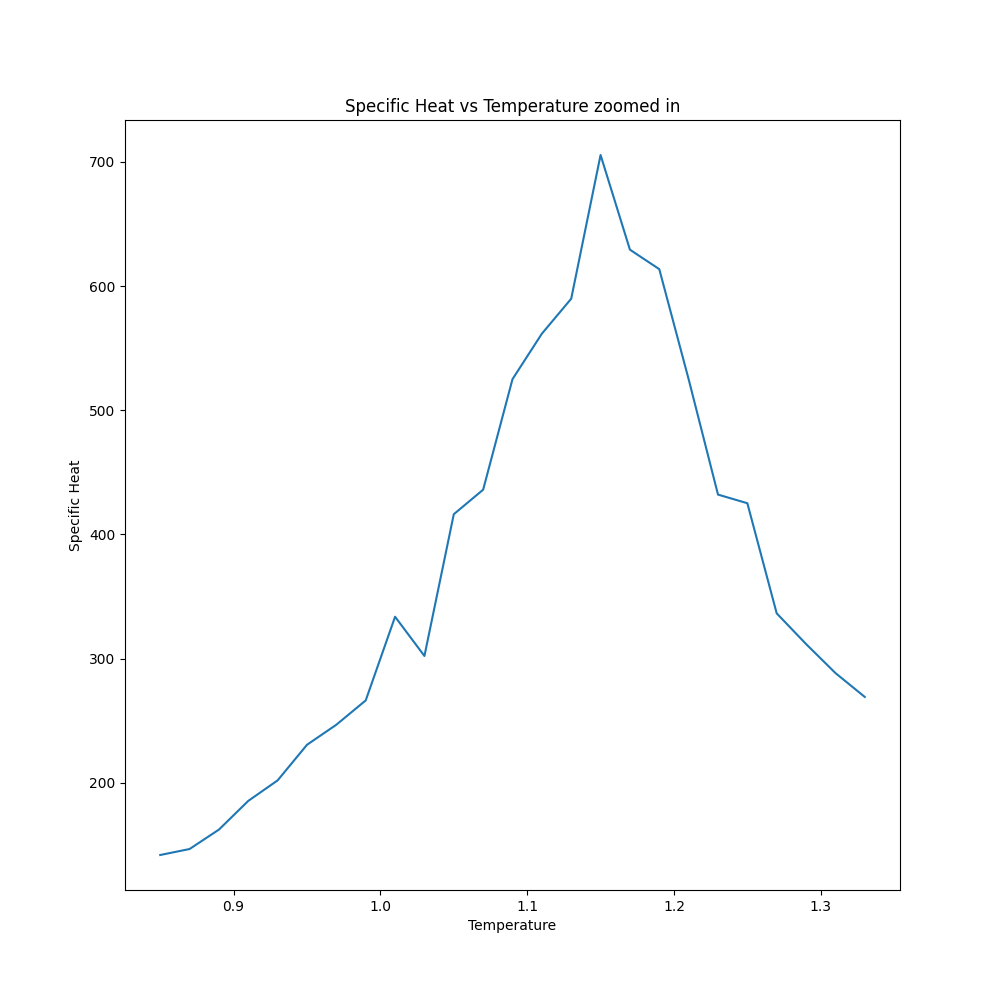 Specific Heat vs Temperature zoomed in
700
600
500
400
300
200
Specific Heat
0.9 1.0 1.1 1.2 1.3
Temperature